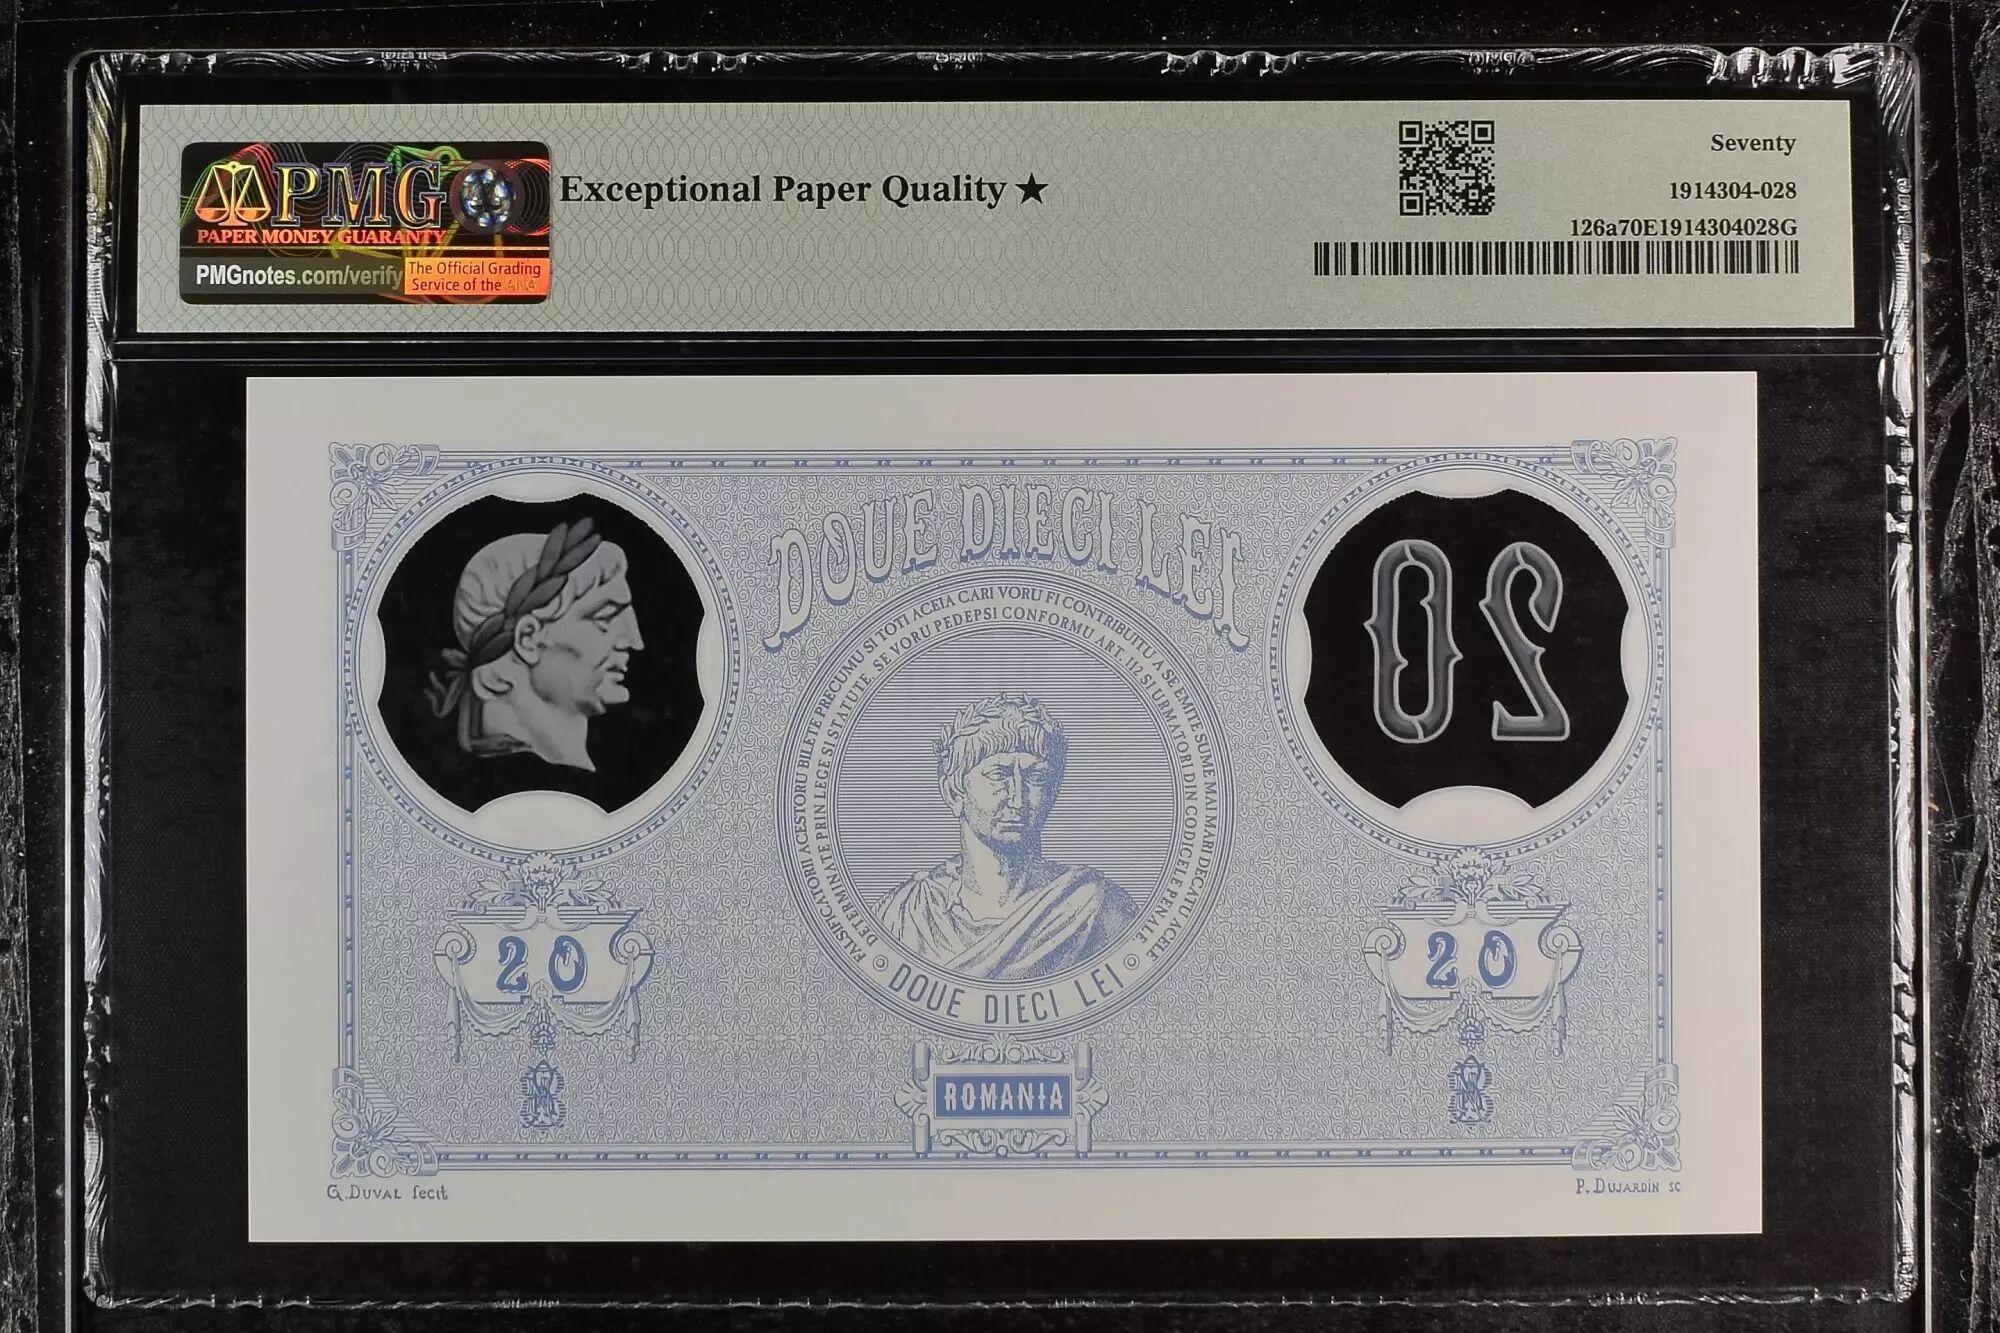 PMG
PAPER MONEY GUARANTY
PMGnotes.com/verify
The Official Grading
Service of the ANA
Exceptional Paper Quality ★
Seventy
1914304-028
126a70E1914304028G
DOUE DIECI LEI
FALSIFICATORII ACESTORU BILETE PRECUMU SI TOTI ACEIA CARI VORU FI CONTRIBUITU A SE EMITE SUME MAI MARI DECATU ACELE
DETERMINATE PRIN LEGE SI STATUTE, SE VORU PEDEPSI CONFORMU ART. 112 SI URMATORI DIN CODICELE PENALE.
DOUE DIECI LEI
20
20
20
ROMANIA
G. DUVAL fecit
P. DUJARDIN SC